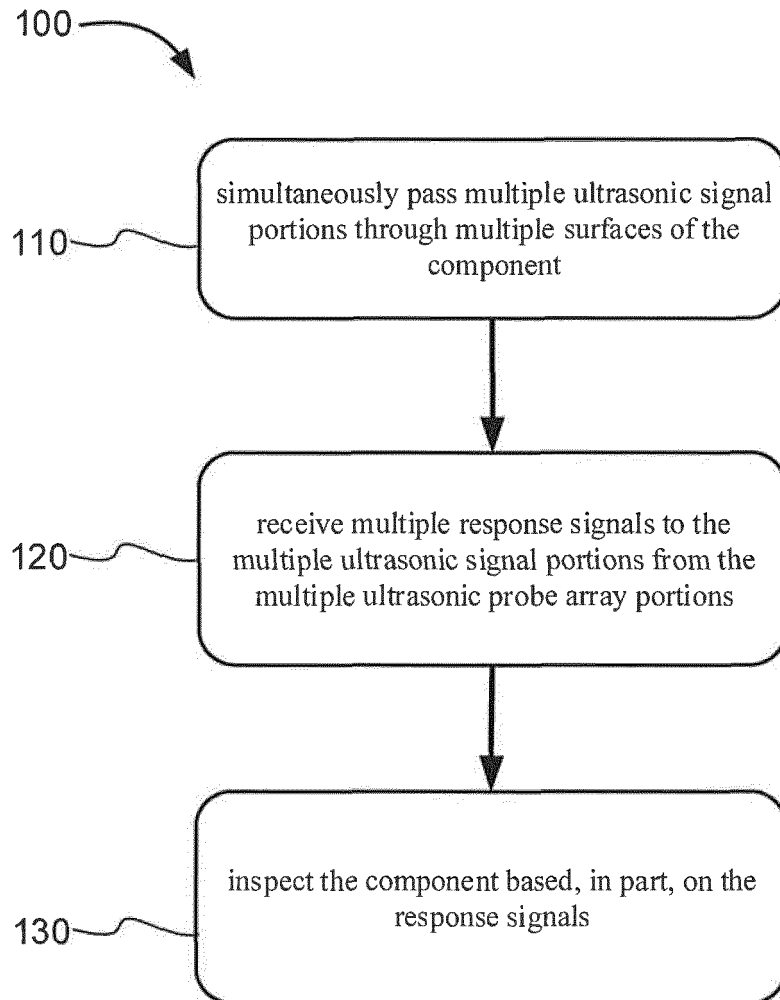 100
simultaneously pass multiple ultrasonic signal
portions through multiple surfaces of the
component
110
receive multiple response signals to the
multiple ultrasonic signal portions from the
multiple ultrasonic probe array portions
120
inspect the component based, in part, on the
response signals
130